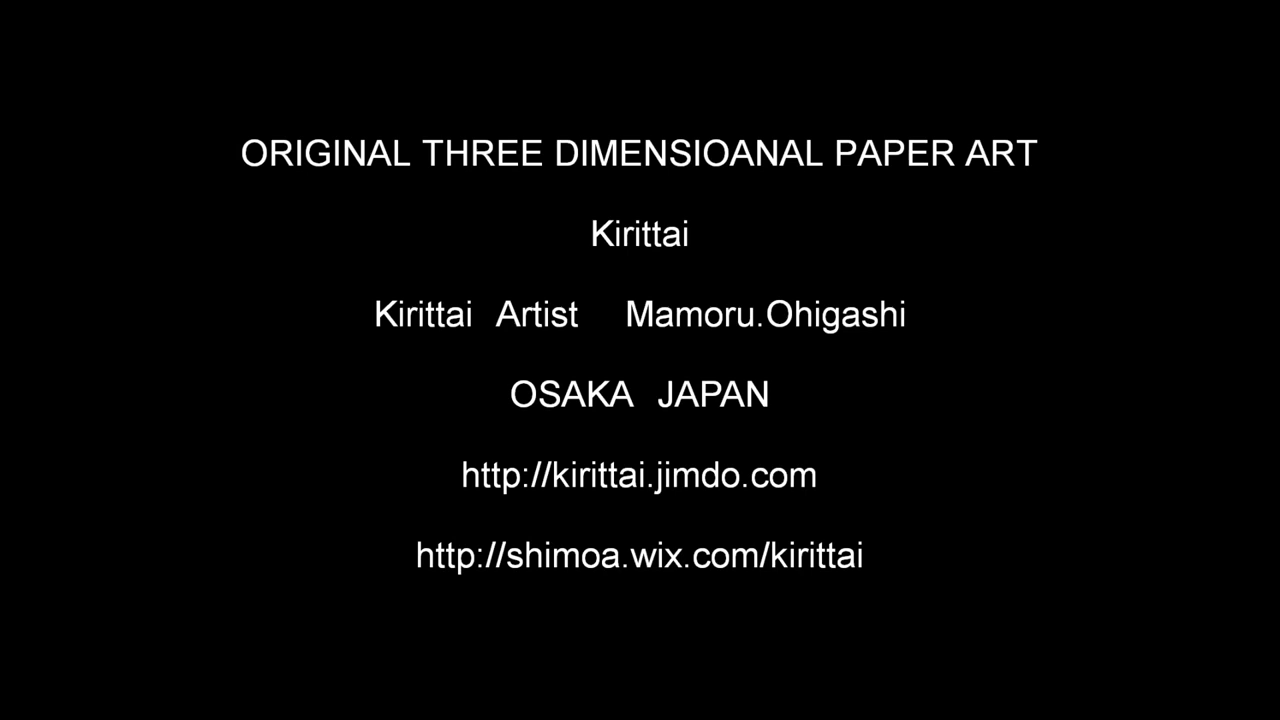 ORIGINAL THREE DIMENSIOANAL PAPER ART
Kirittai
Kirittai Artist Mamoru.Ohigashi
OSAKA JAPAN
http://kirittai.jimdo.com
http://shimoa.wix.com/kirittai